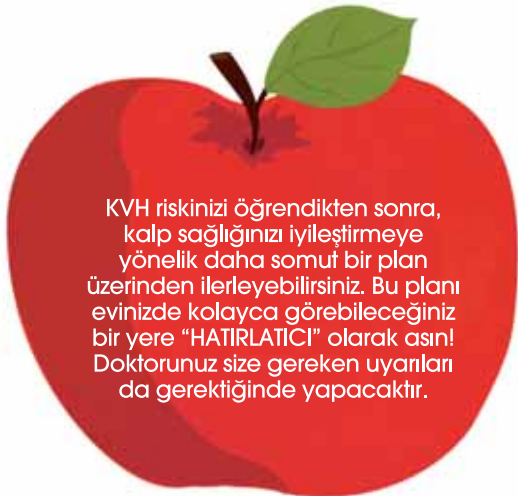 KVH riskinizi öğrendikten sonra,
kalp sağlığınızı iyileştirmeye
yönelik daha somut bir plan
üzerinden ilerleyebilirsiniz. Bu planı
evinizde kolayca görebileceğiniz
bir yere “HATIRLATICI” olarak asın!
Doktorunuz size gereken uyarıları
da gerektiğinde yapacaktır.